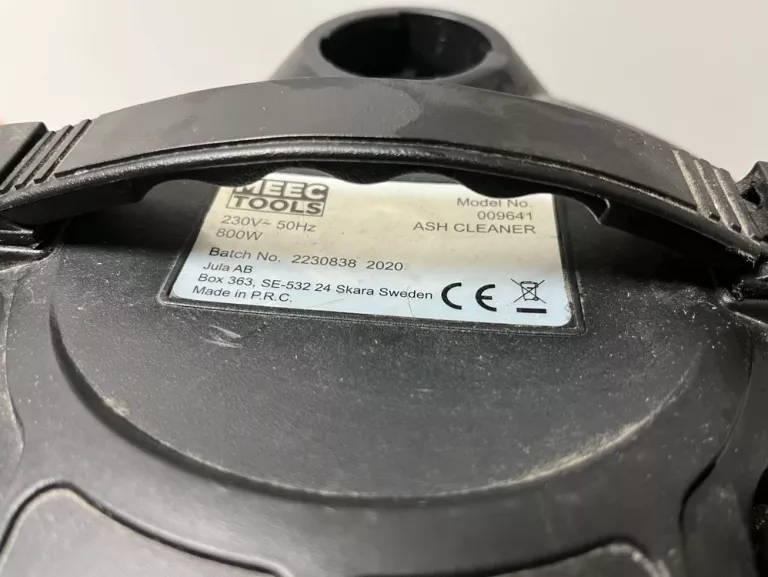 MEEC
TOOLS
230V~ 50Hz
800W
Model No.
009641
ASH CLEANER
Batch No. 2230838 2020
Jula AB
Box 363, SE-532 24 Skara Sweden
Made in P.R.C.
CE